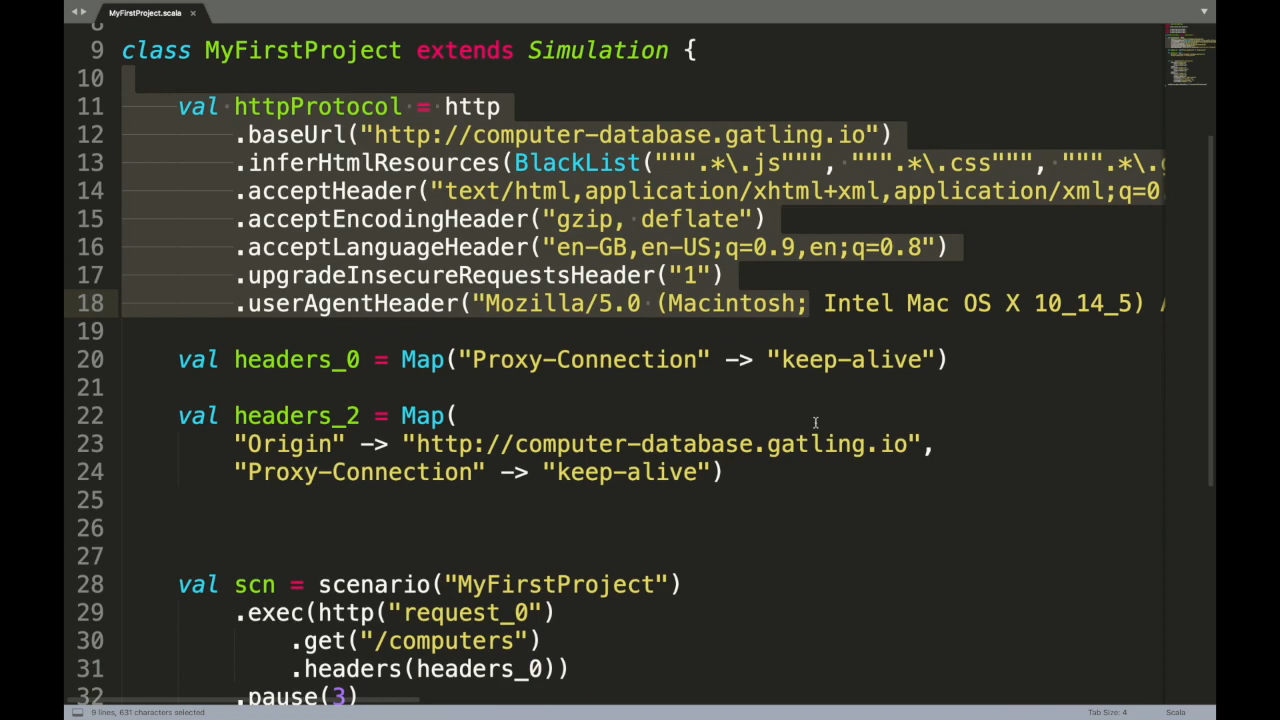 MyFirstProject.scala
8
9 class MyFirstProject extends Simulation {
10
11 val httpProtocol = http
12 .baseUrl("http://computer-database.gatling.io")
13 .inferHtmlResources(BlackList(""".*\.js""", """.*\.css""", """.*\.g
14 .acceptHeader("text/html,application/xhtml+xml,application/xml;q=0
15 .acceptEncodingHeader("gzip, deflate")
16 .acceptLanguageHeader("en-GB,en-US;q=0.9,en;q=0.8")
17 .upgradeInsecureRequestsHeader("1")
18 .userAgentHeader("Mozilla/5.0 (Macintosh; Intel Mac OS X 10_14_5)
19
20 val headers_0 = Map("Proxy-Connection" -> "keep-alive")
21
22 val headers_2 = Map(
23 "Origin" -> "http://computer-database.gatling.io",
24 "Proxy-Connection" -> "keep-alive")
25
26
27
28 val scn = scenario("MyFirstProject")
29 .exec(http("request_0")
30 .get("/computers")
31 .headers(headers_0))
32 .pause(3)
9 lines, 631 characters selected
Tab Size: 4
Scala